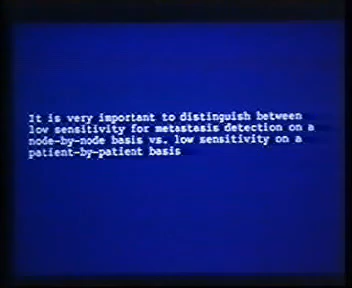 It is very important to distinguish between
low sensitivity for metastasis detection on a
node-by-node basis vs. low sensitivity on a
patient-by-patient basis